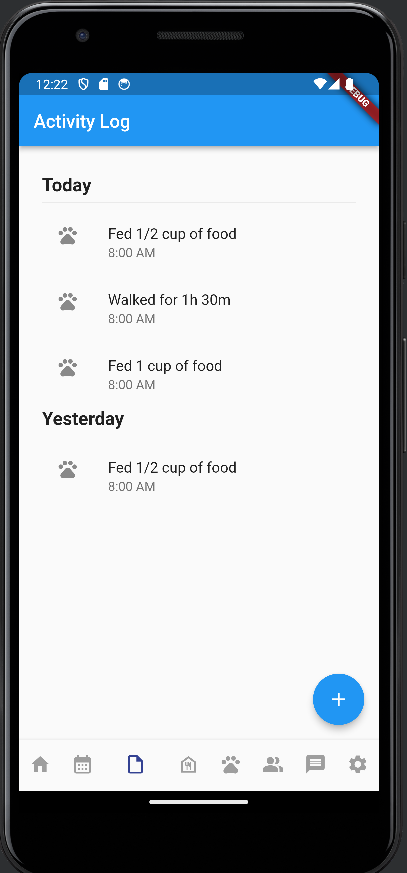 12:22
DEBUG
Activity Log
Today
Fed 1/2 cup of food
8:00 AM
Walked for 1h 30m
8:00 AM
Fed 1 cup of food
8:00 AM
Yesterday
Fed 1/2 cup of food
8:00 AM